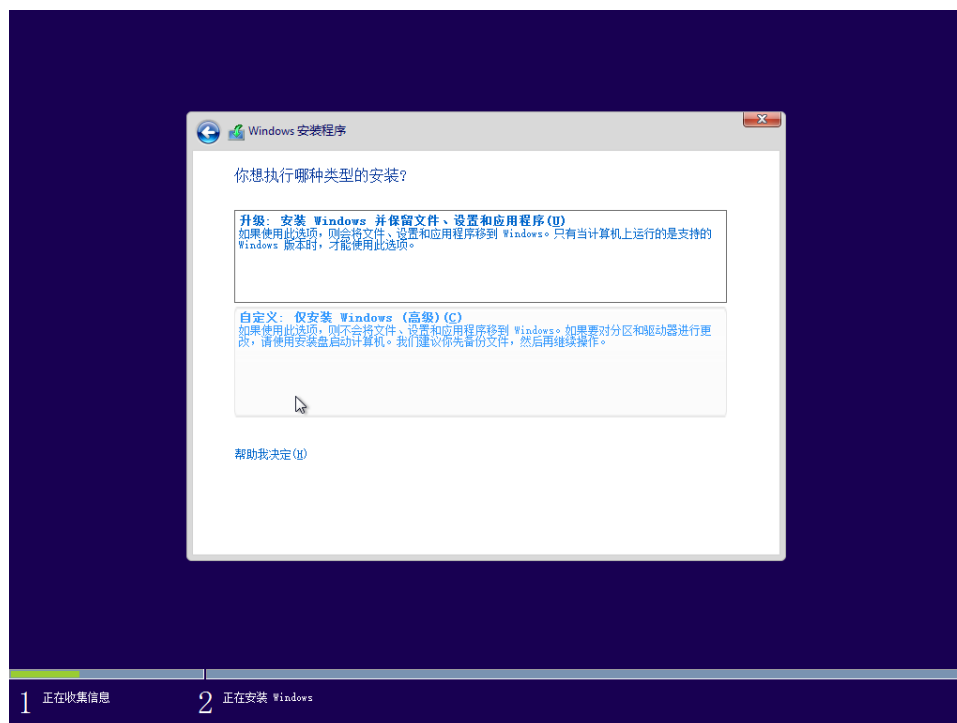 Windows 安装程序
你想执行哪种类型的安装?
升级: 安装 Windows 并保留文件、设置和应用程序(U)
如果使用此选项，则会将文件、设置和应用程序移到 Windows。只有当计算机上运行的是支持的
Windows 版本时，才能使用此选项。
自定义: 仅安装 Windows (高级)(C)
如果使用此选项，则不会将文件、设置和应用程序移到 Windows。如果要对分区和驱动器进行更
改，请使用安装盘启动计算机。我们建议你先备份文件，然后再继续操作。
帮助我决定(H)
1 正在收集信息
2 正在安装 Windows